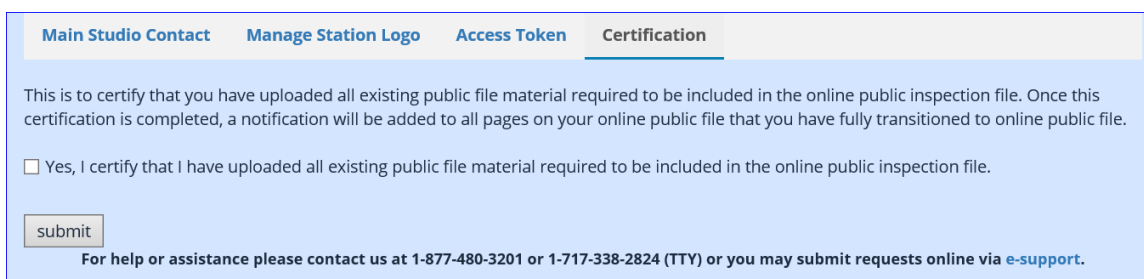 Main Studio Contact Manage Station Logo Access Token Certification
This is to certify that you have uploaded all existing public file material required to be included in the online public inspection file. Once this
certification is completed, a notification will be added to all pages on your online public file that you have fully transitioned to online public file.
Yes, I certify that I have uploaded all existing public file material required to be included in the online public inspection file.
submit
For help or assistance please contact us at 1-877-480-3201 or 1-717-338-2824 (TTY) or you may submit requests online via e-support.